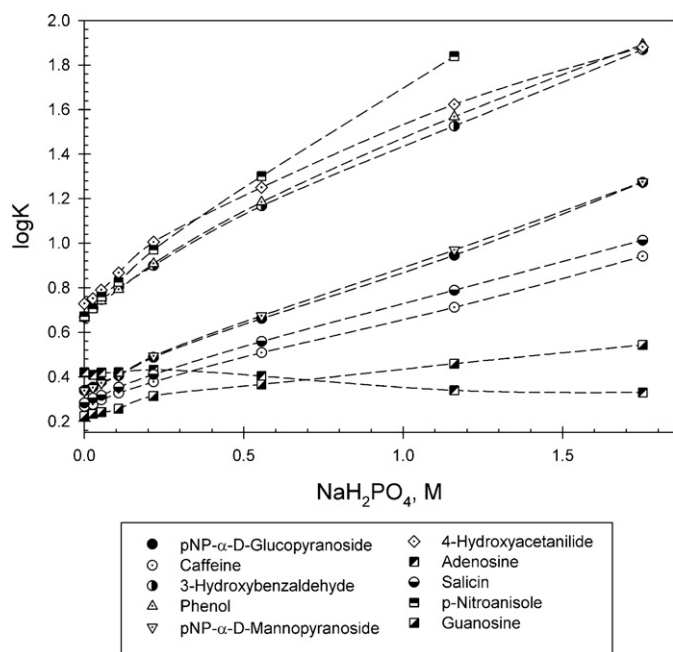 2.0
1.8
1.6
1.4
1.2
1.0
0.8
0.6
0.4
0.2
logK
0.0 0.5 1.0 1.5
NaH₂PO₄, M
pNP-α-D-Glucopyranoside
Caffeine
3-Hydroxybenzaldehyde
Phenol
pNP-α-D-Mannopyranoside
4-Hydroxyacetanilide
Adenosine
Salicin
p-Nitroanisole
Guanosine